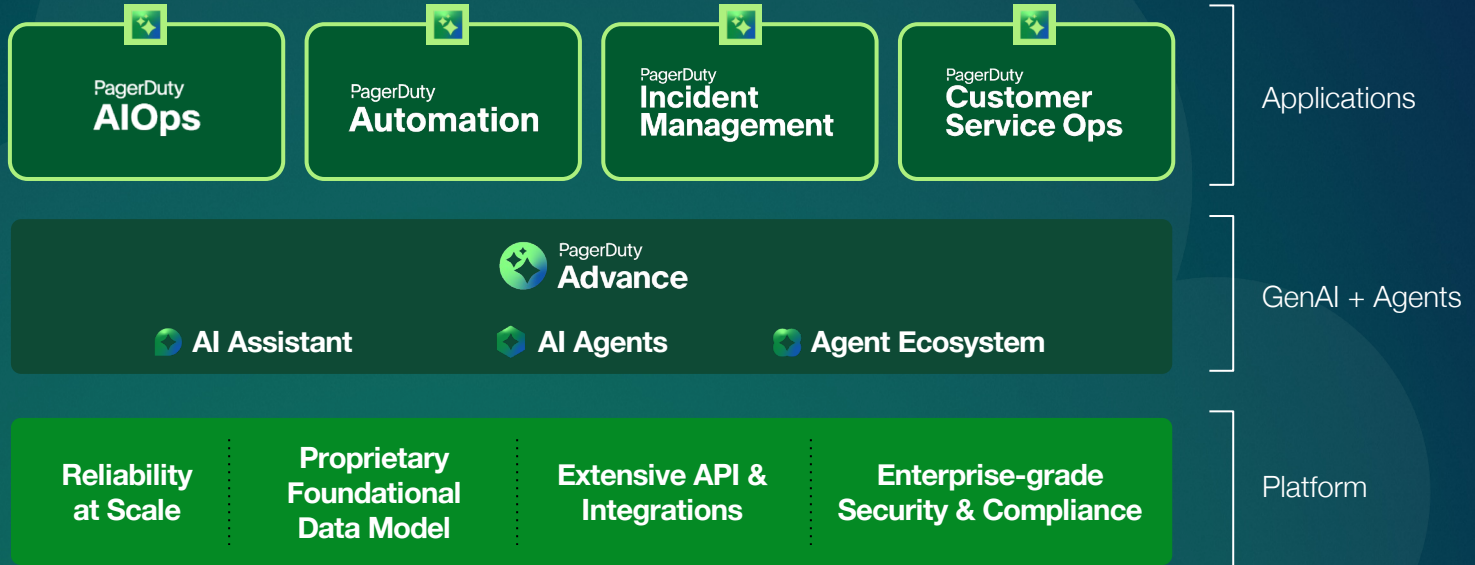 PagerDuty
AIOps
PagerDuty
Automation
PagerDuty
Incident
Management
PagerDuty
Customer
Service Ops
Applications
PagerDuty
Advance
AI Assistant
AI Agents
Agent Ecosystem
GenAI + Agents
Reliability
at Scale
Proprietary
Foundational
Data Model
Extensive API &
Integrations
Enterprise-grade
Security & Compliance
Platform